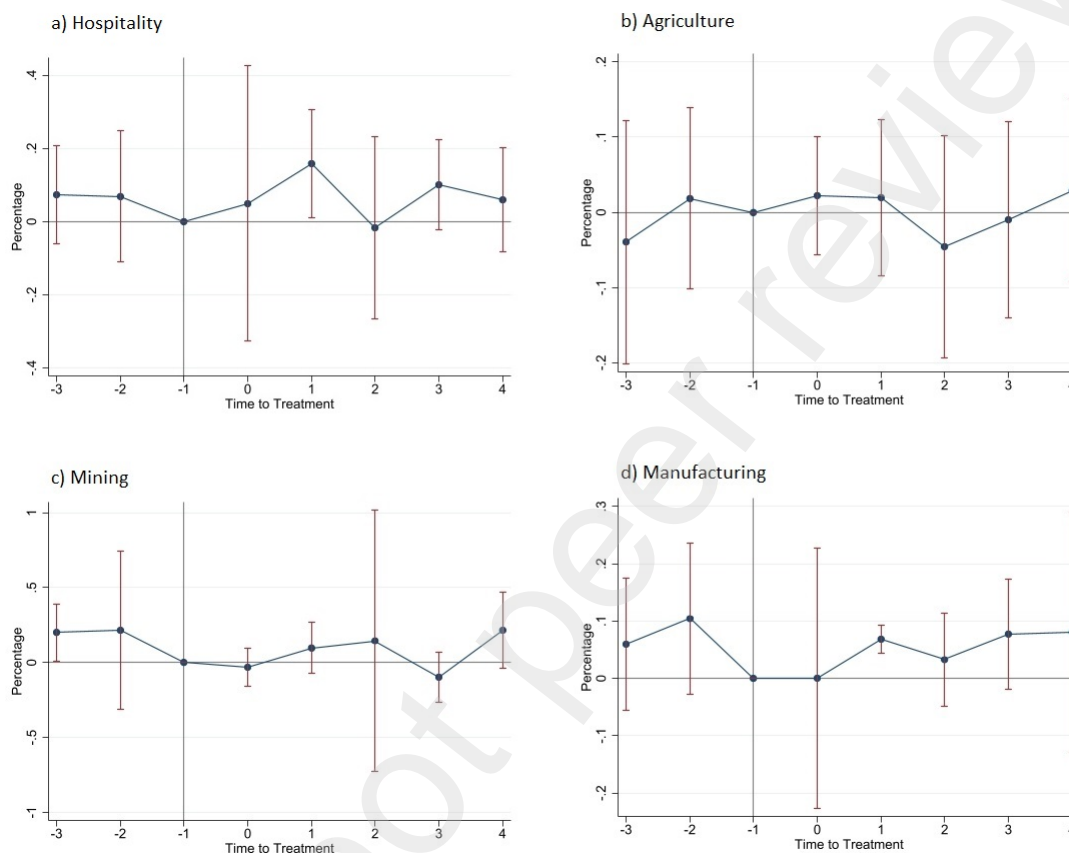 a) Hospitality
Percentage
.4
.2
0
-.2
-.4
-3 -2 -1 0 1 2 3 4
Time to Treatment
b) Agriculture
Percentage
.2
.1
0
-.1
-.2
-3 -2 -1 0 1 2 3
Time to Treatment
c) Mining
Percentage
1
.5
0
-.5
-1
-3 -2 -1 0 1 2 3 4
Time to Treatment
d) Manufacturing
Percentage
.3
.2
.1
0
-.1
-.2
-3 -2 -1 0 1 2 3
Time to Treatment
not peer review